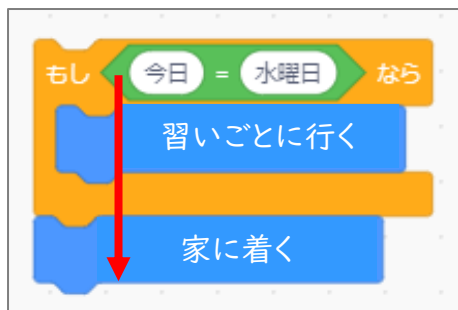 もし 今日 = 水曜日 なら
習いごとに行く
家に着く